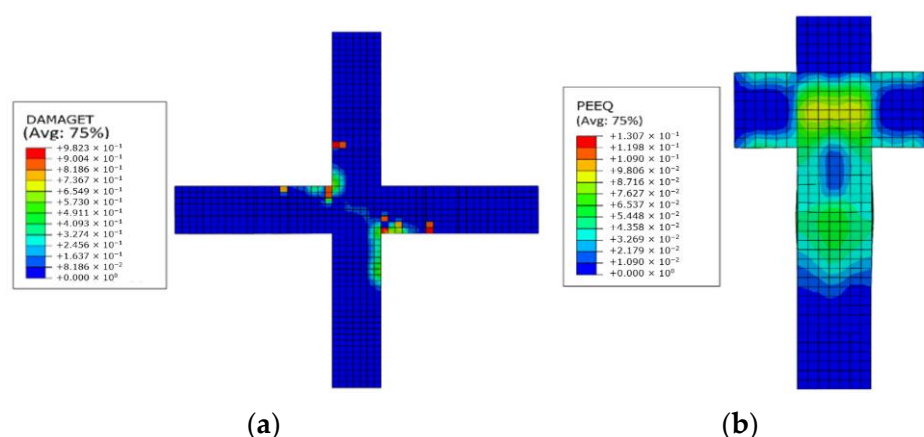 DAMAGET
(Avg: 75%)
+9.823 × 10⁻¹
+9.004 × 10⁻¹
+8.186 × 10⁻¹
+7.367 × 10⁻¹
+6.549 × 10⁻¹
+5.730 × 10⁻¹
+4.911 × 10⁻¹
+4.093 × 10⁻¹
+3.274 × 10⁻¹
+2.456 × 10⁻¹
+1.637 × 10⁻¹
+8.186 × 10⁻²
+0.000 × 10⁰
PEEQ
(Avg: 75%)
+1.307 × 10⁻¹
+1.198 × 10⁻¹
+1.090 × 10⁻¹
+9.806 × 10⁻²
+8.716 × 10⁻²
+7.627 × 10⁻²
+6.537 × 10⁻²
+5.448 × 10⁻²
+4.358 × 10⁻²
+3.269 × 10⁻²
+2.179 × 10⁻²
+1.090 × 10⁻²
+0.000 × 10⁰
(a)
(b)